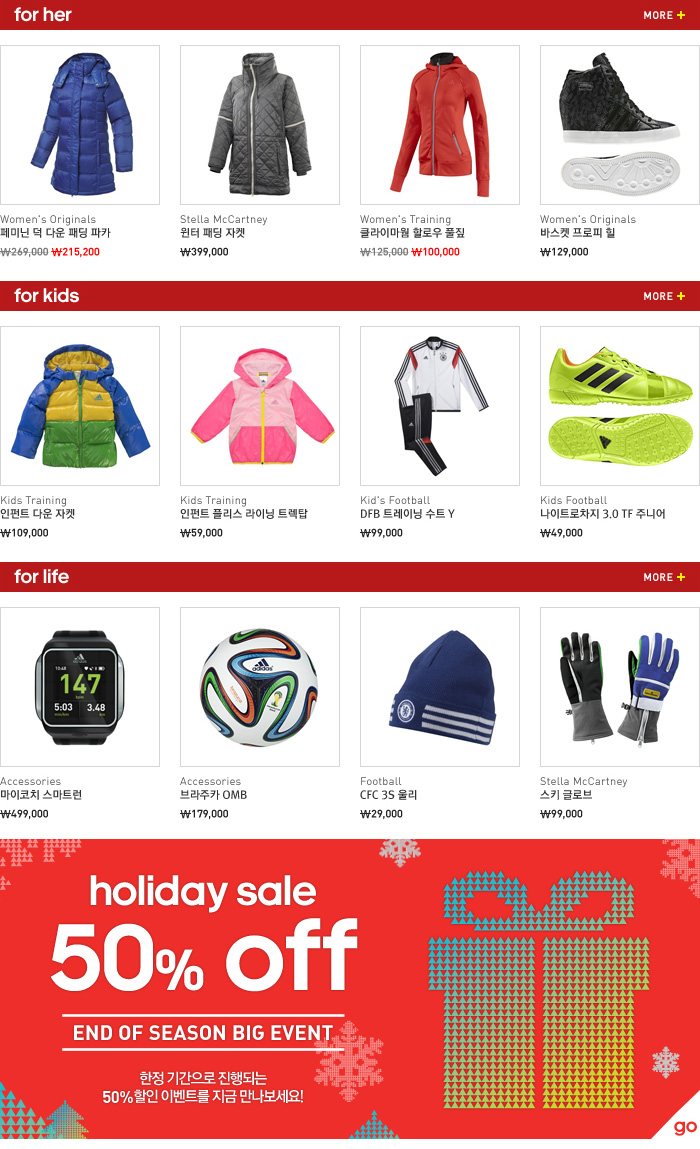 for her
MORE +
Women's Originals
페미닌 덕 다운 패딩 파카
₩269,000 ₩215,200
Stella McCartney
윈터 패딩 자켓
₩399,000
Women's Training
클라이마웜 할로우 풀짚
₩125,000 ₩100,000
Women's Originals
바스켓 프로피 힐
₩129,000
for kids
MORE +
Kids Training
인펀트 다운 자켓
₩109,000
Kids Training
인펀트 플리스 라이닝 트렉탑
₩59,000
Kid's Football
DFB 트레이닝 수트 Y
₩99,000
Kids Football
나이트로차지 3.0 TF 주니어
₩49,000
for life
MORE +
147
5:03 3.48
adidas
Accessories
마이코치 스마트런
₩499,000
Accessories
브라주카 OMB
₩179,000
Football
CFC 3S 울리
₩29,000
Stella McCartney
스키 글로브
₩99,000
holiday sale
50% off
END OF SEASON BIG EVENT
한정 기간으로 진행되는
50%할인 이벤트를 지금 만나보세요!
go